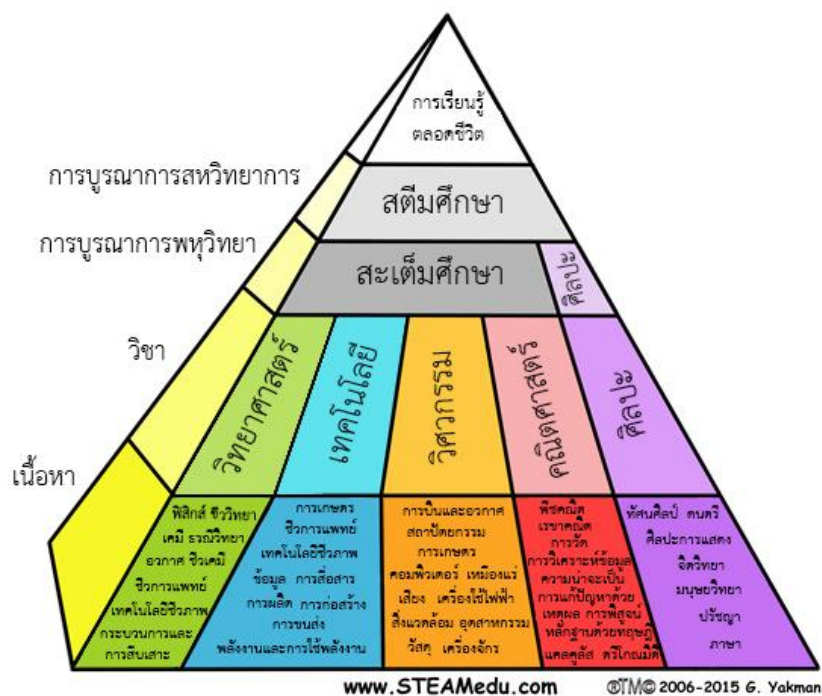 การเรียนรู้
ตลอดชีวิต
การบูรณาการสหวิทยาการ
สตีมศึกษา
การบูรณาการพหุวิทยา
สะเต็มศึกษา
ศิลปะ
วิชา
วิทยาศาสตร์
เทคโนโลยี
วิศวกรรม
คณิตศาสตร์
ศิลปะ
เนื้อหา
ฟิสิกส์ ชีววิทยา
เคมี ธรณีวิทยา
อวกาศ ชีวเคมี
ชีวการแพทย์
เทคโนโลยีชีวภาพ
กระบวนการและ
การสืบเสาะ
การเกษตร
ชีวการแพทย์
เทคโนโลยีชีวภาพ
ข้อมูล การสื่อสาร
การผลิต การก่อสร้าง
การขนส่ง
พลังงานและการใช้พลังงาน
การบินและอวกาศ
สถาปัตยกรรม
การเกษตร
คอมพิวเตอร์ เหมืองแร่
เสียง เครื่องใช้ไฟฟ้า
สิ่งแวดล้อม อุตสาหกรรม
วัสดุ เครื่องจักร
พีชคณิต
เรขาคณิต
การวัด
การวิเคราะห์ข้อมูล
ความน่าจะเป็น
การแก้ปัญหาด้วย
เหตุผล การพิสูจน์
หลักฐานด้วยทฤษฎี
แคลคูลัส ตรีโกณมิติ
ทัศนศิลป์ ดนตรี
ศิลปะการแสดง
จิตวิทยา
มนุษยวิทยา
ปรัชญา
ภาษา
www.STEAMedu.com
®TM© 2006-2015 G. Yakman